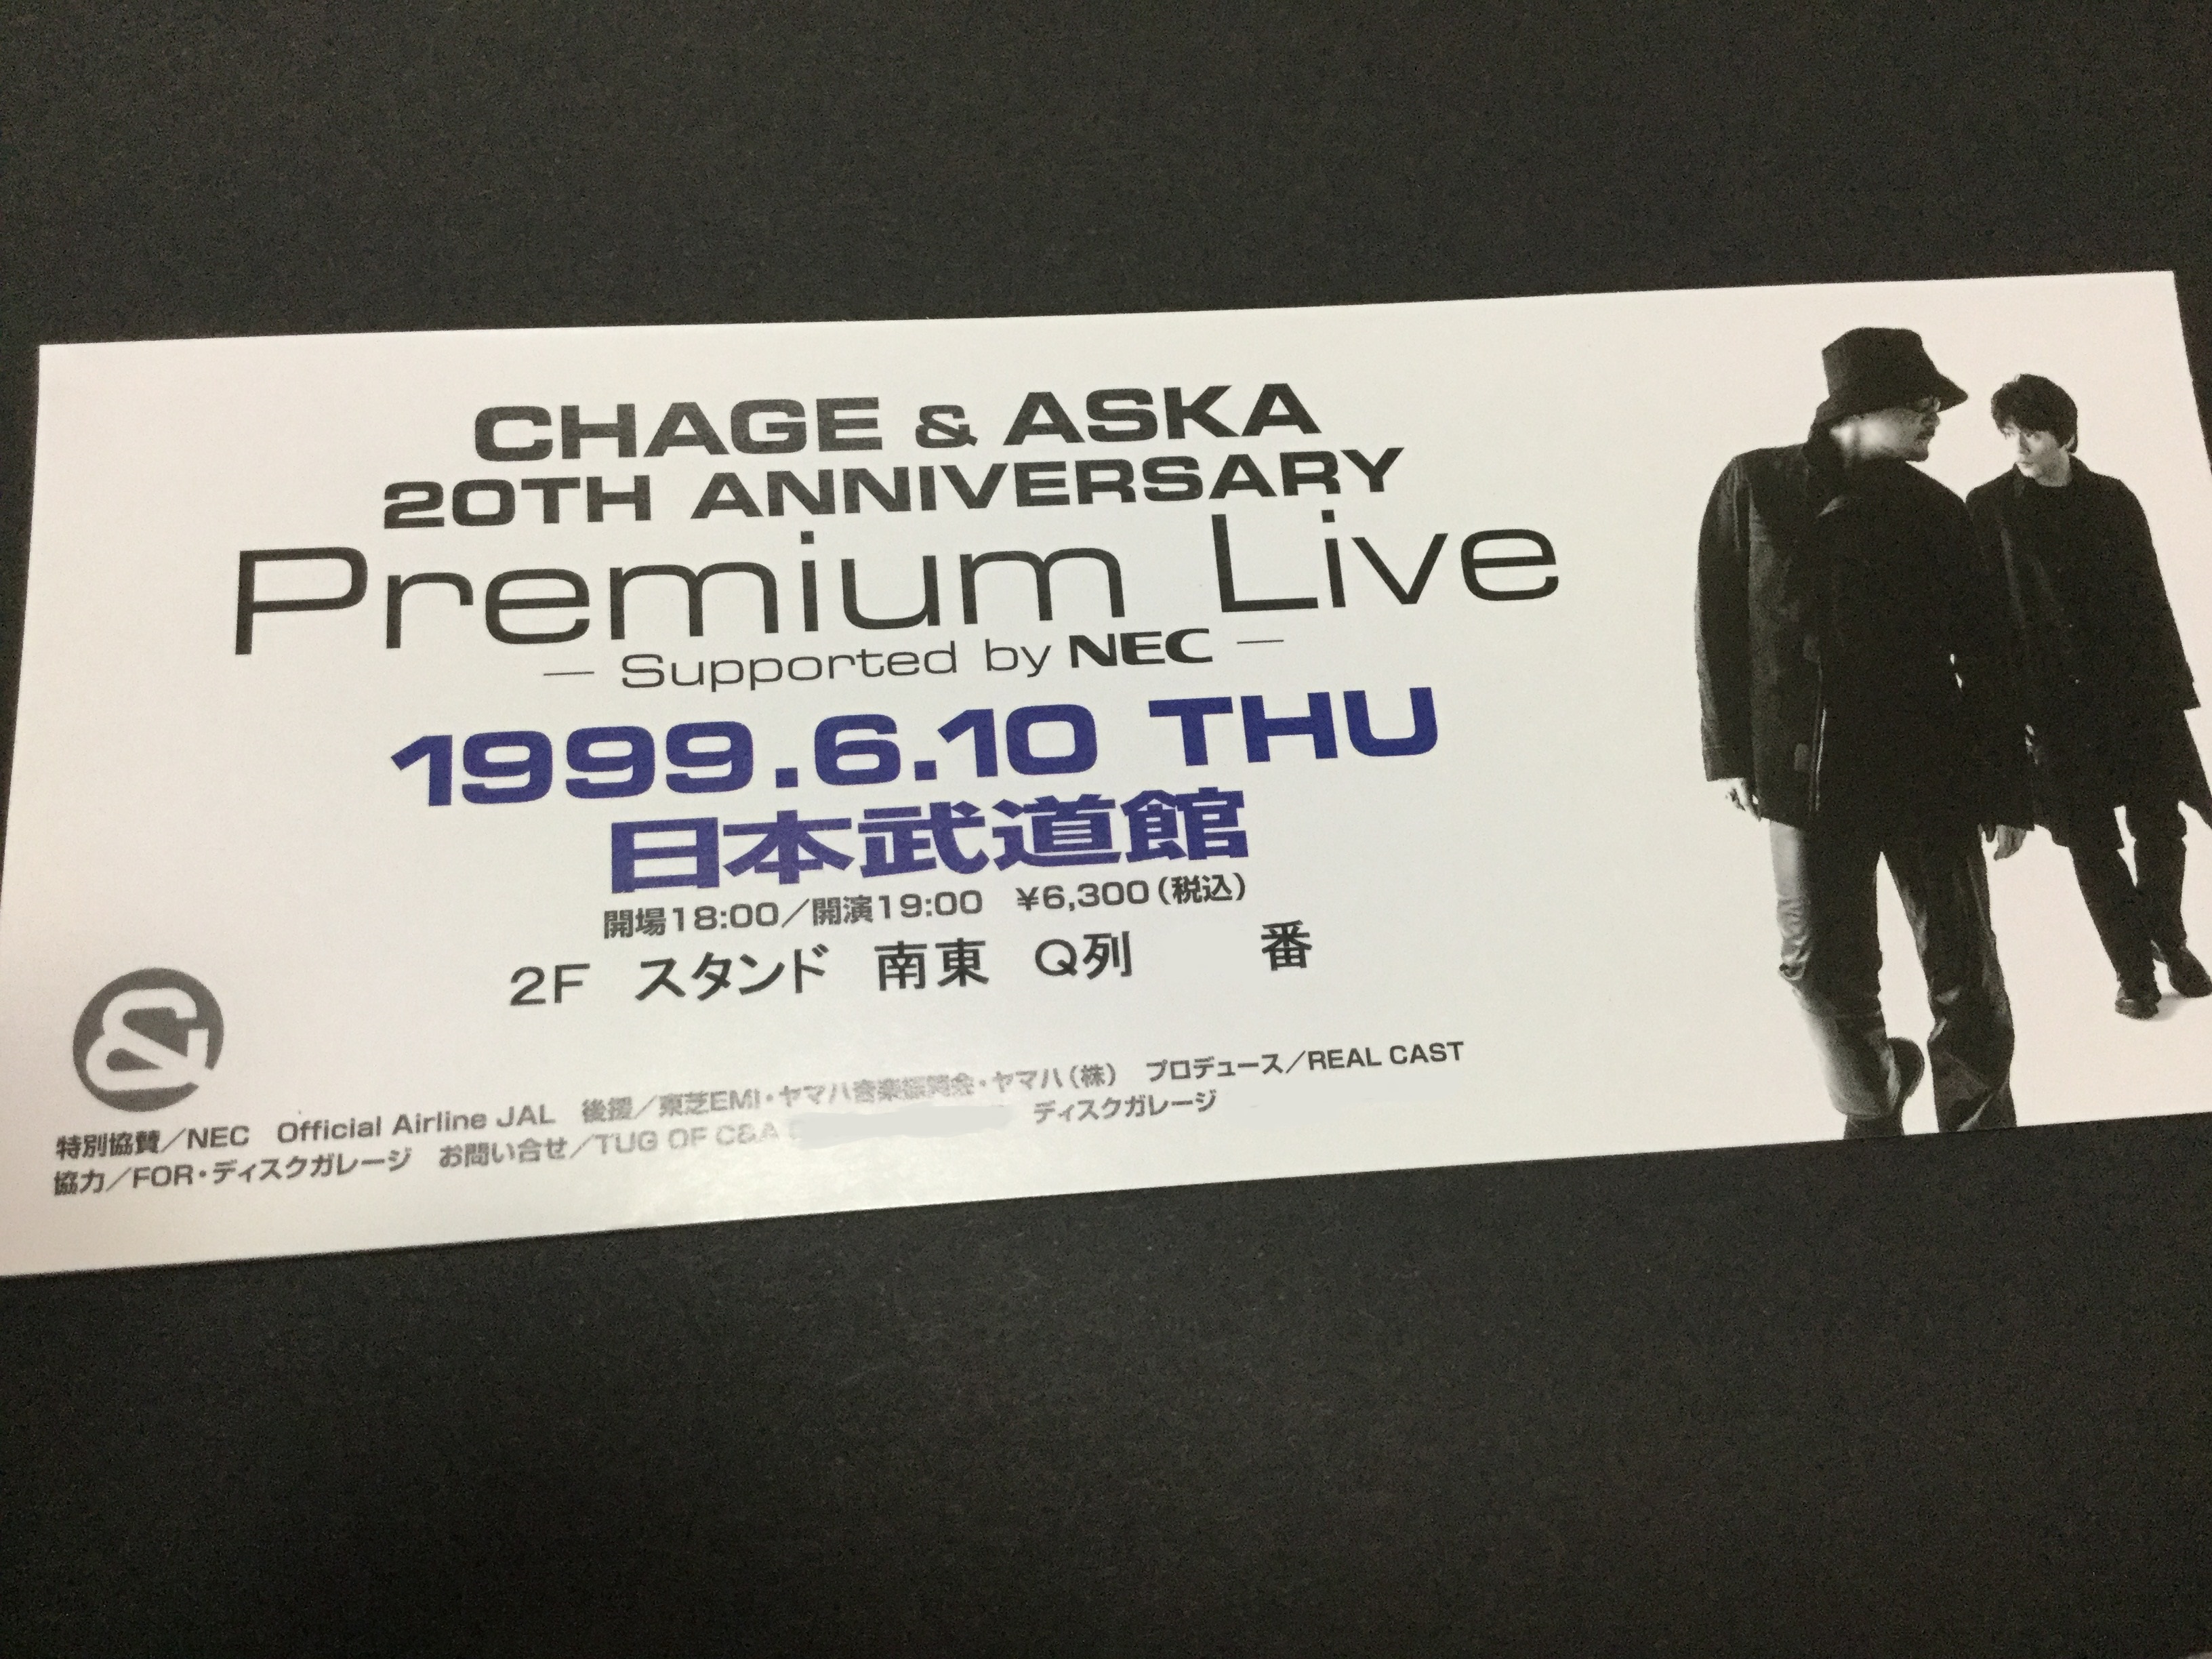 CHAGE & ASKA
20TH ANNIVERSARY
Premium Live
— Supported by NEC —
1999.6.10 THU
日本武道館
開場18:00／開演19:00　¥6,300(税込)
2F　スタンド　南東　Q列　　番
&
特別協賛／NEC　Official Airline JAL　後援／東芝EMI・ヤマハ音楽振興会・ヤマハ(株)　プロデュース／REAL CAST
協力／FOR・ディスクガレージ　お問い合せ／TUG OF C&A　ディスクガレージ